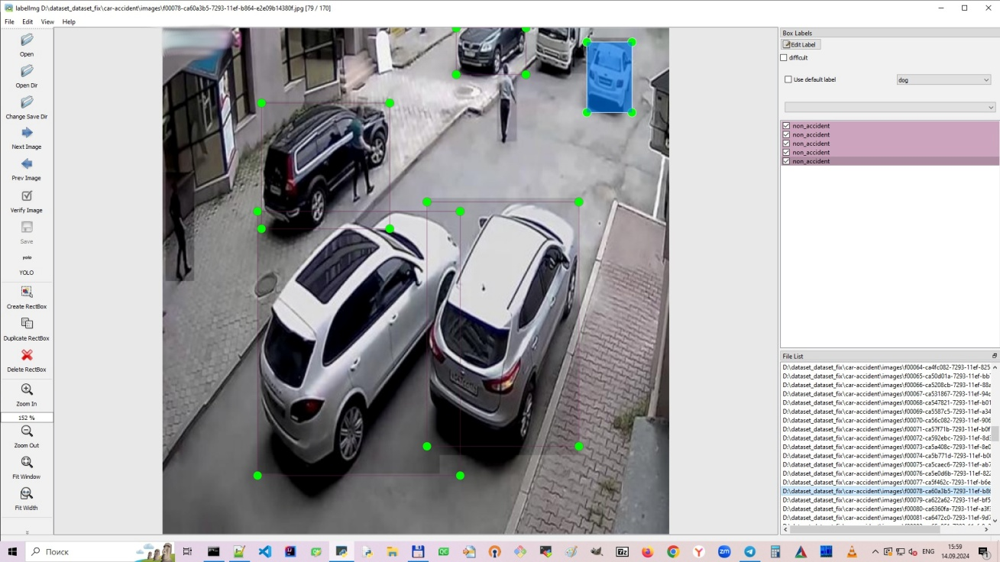 labelImg D:\dataset_dataset_fix\car-accident\images\f00078-ca60a3b5-7293-11ef-b864-e2e09b14380f.jpg [79 / 170]
File Edit View Help
Open
Open Dir
Change Save Dir
Next Image
Prev Image
Verify Image
Save
yolo
YOLO
Create RectBox
Duplicate RectBox
Delete RectBox
Zoom In
152 %
Zoom Out
Fit Window
Fit Width
Box Labels
Edit Label
difficult
Use default label dog
non_accident
non_accident
non_accident
non_accident
non_accident
File List
D:\dataset_dataset_fix\car-accident\images\f00064-ca4fc082-7293-11ef-825
D:\dataset_dataset_fix\car-accident\images\f00065-ca50d01a-7293-11ef-bb
D:\dataset_dataset_fix\car-accident\images\f00066-ca5208cb-7293-11ef-88
D:\dataset_dataset_fix\car-accident\images\f00067-ca531867-7293-11ef-94
D:\dataset_dataset_fix\car-accident\images\f00068-ca547821-7293-11ef-b01
D:\dataset_dataset_fix\car-accident\images\f00069-ca5587c5-7293-11ef-a34
D:\dataset_dataset_fix\car-accident\images\f00070-ca56c082-7293-11ef-906
D:\dataset_dataset_fix\car-accident\images\f00071-ca57f71b-7293-11ef-b0f
D:\dataset_dataset_fix\car-accident\images\f00072-ca592ebc-7293-11ef-8d
D:\dataset_dataset_fix\car-accident\images\f00073-ca5a408c-7293-11ef-8e0
D:\dataset_dataset_fix\car-accident\images\f00074-ca5b771d-7293-11ef-b0
D:\dataset_dataset_fix\car-accident\images\f00075-ca5caec6-7293-11ef-ab7
D:\dataset_dataset_fix\car-accident\images\f00076-ca5e0d6b-7293-11ef-822
D:\dataset_dataset_fix\car-accident\images\f00077-ca5f462c-7293-11ef-b6e
D:\dataset_dataset_fix\car-accident\images\f00078-ca60a3b5-7293-11ef-b8
D:\dataset_dataset_fix\car-accident\images\f00079-ca622a62-7293-11ef-bf5
D:\dataset_dataset_fix\car-accident\images\f00080-ca6360fa-7293-11ef-a3f
D:\dataset_dataset_fix\car-accident\images\f00081-ca6472c0-7293-11ef-9d7
Поиск
ENG
15:59
14.09.2024